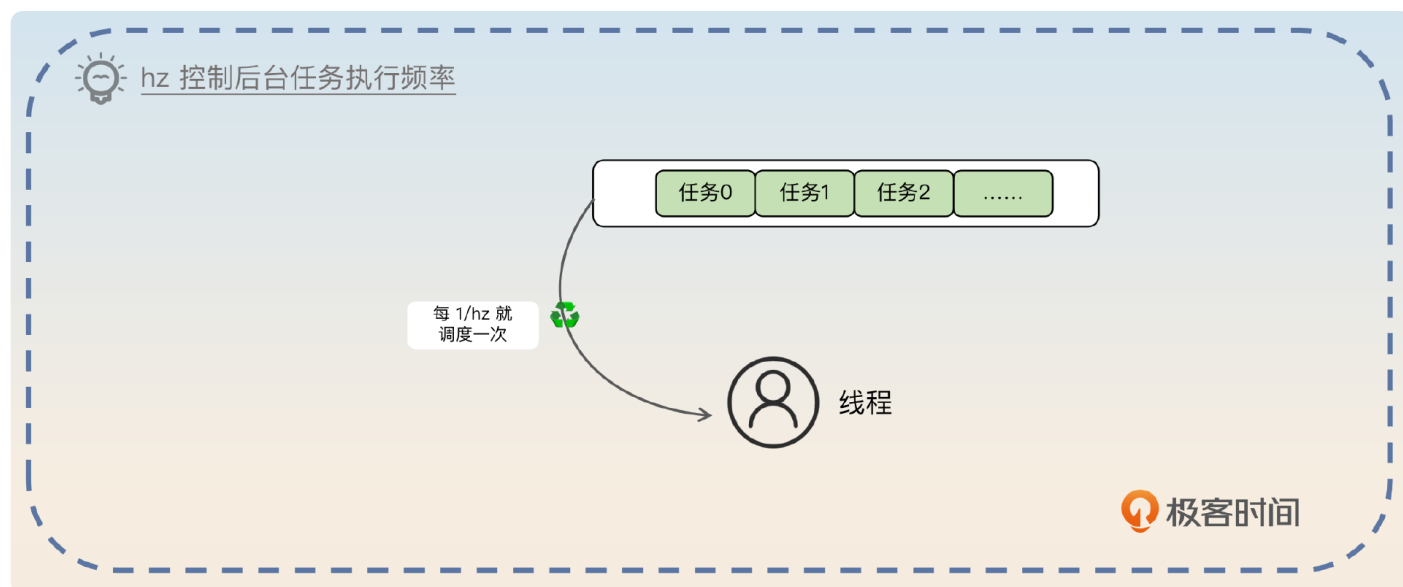 hz 控制后台任务执行频率
任务0 任务1 任务2 ......
每 1/hz 就
调度一次
线程
极客时间